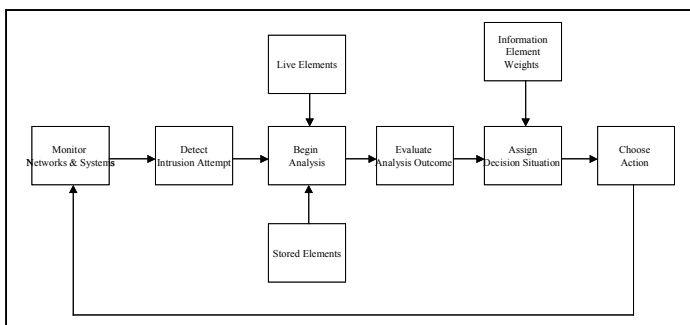 Information
Element
Weights
Live Elements
Monitor
Networks & Systems
Detect
Intrusion Attempt
Begin
Analysis
Evaluate
Analysis Outcome
Assign
Decision Situation
Choose
Action
Stored Elements